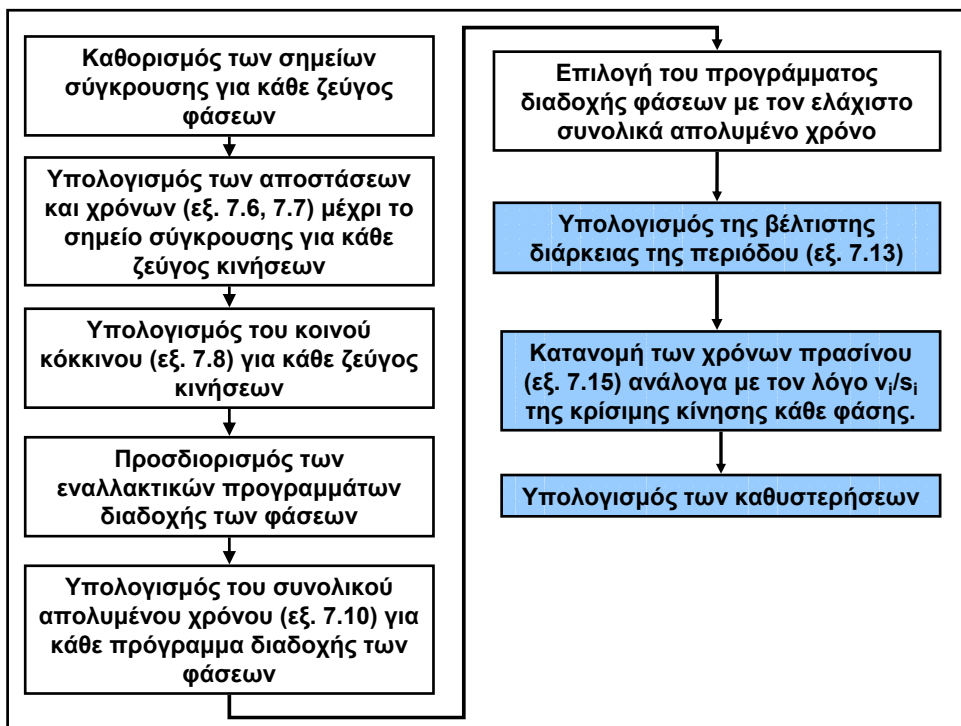 Καθορισμός των σημείων
σύγκρουσης για κάθε ζεύγος
φάσεων
Υπολογισμός των αποστάσεων
και χρόνων (εξ. 7.6, 7.7) μέχρι το
σημείο σύγκρουσης για κάθε
ζεύγος κινήσεων
Υπολογισμός του κοινού
κόκκινου (εξ. 7.8) για κάθε ζεύγος
κινήσεων
Προσδιορισμός των
εναλλακτικών προγραμμάτων
διαδοχής των φάσεων
Υπολογισμός του συνολικού
απολυμένου χρόνου (εξ. 7.10) για
κάθε πρόγραμμα διαδοχής των
φάσεων
Επιλογή του προγράμματος
διαδοχής φάσεων με τον ελάχιστο
συνολικά απολυμένο χρόνο
Υπολογισμός της βέλτιστης
διάρκειας της περιόδου (εξ. 7.13)
Κατανομή των χρόνων πρασίνου
(εξ. 7.15) ανάλογα με τον λόγο vi/si
της κρίσιμης κίνησης κάθε φάσης.
Υπολογισμός των καθυστερήσεων